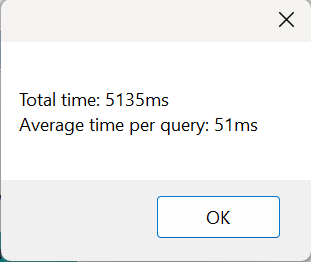 Total time: 5135ms
Average time per query: 51ms
OK